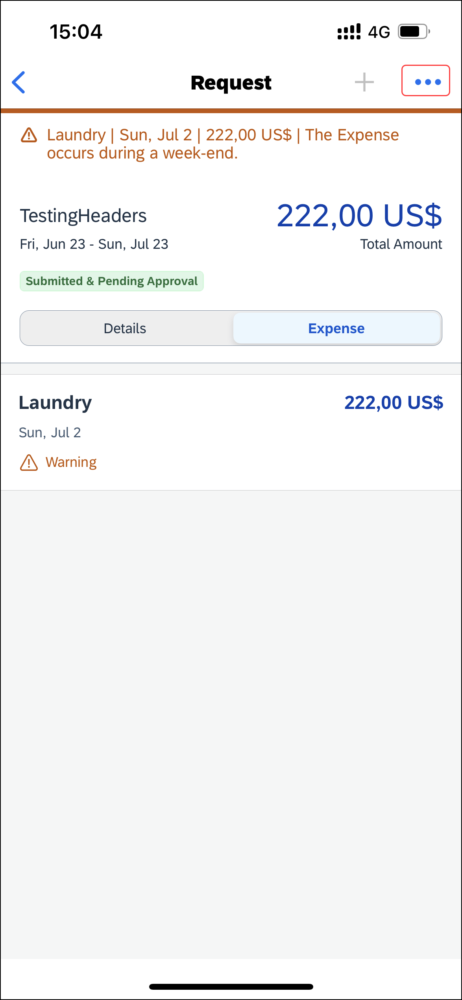 15:04 4G
Request
Laundry | Sun, Jul 2 | 222,00 US$ | The Expense
occurs during a week-end.
TestingHeaders 222,00 US$
Fri, Jun 23 - Sun, Jul 23 Total Amount
Submitted & Pending Approval
Details Expense
Laundry 222,00 US$
Sun, Jul 2
Warning